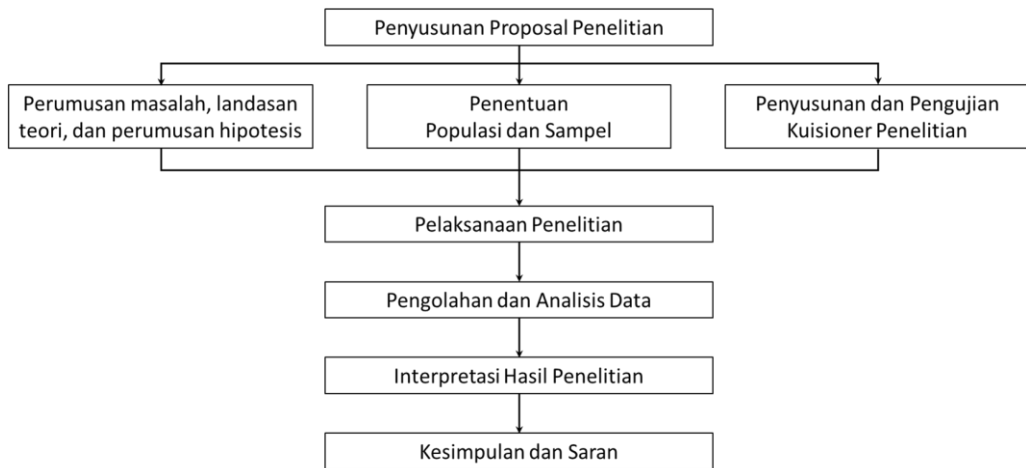 Penyusunan Proposal Penelitian
Perumusan masalah, landasan
teori, dan perumusan hipotesis
Penentuan
Populasi dan Sampel
Penyusunan dan Pengujian
Kuisioner Penelitian
Pelaksanaan Penelitian
Pengolahan dan Analisis Data
Interpretasi Hasil Penelitian
Kesimpulan dan Saran